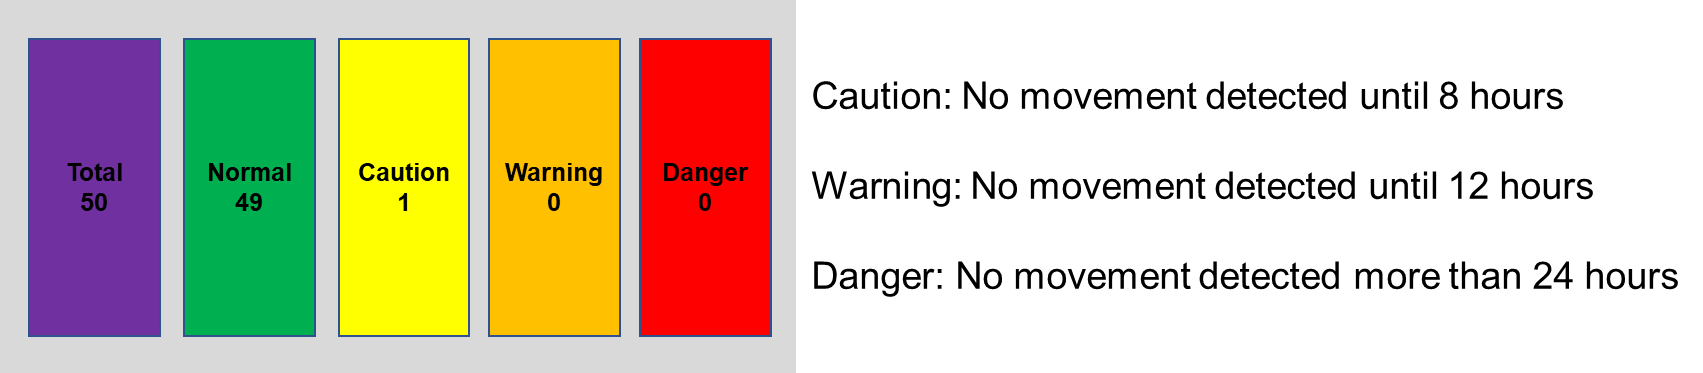 Total
50
Normal
49
Caution
1
Warning
0
Danger
0
Caution: No movement detected until 8 hours
Warning: No movement detected until 12 hours
Danger: No movement detected more than 24 hours